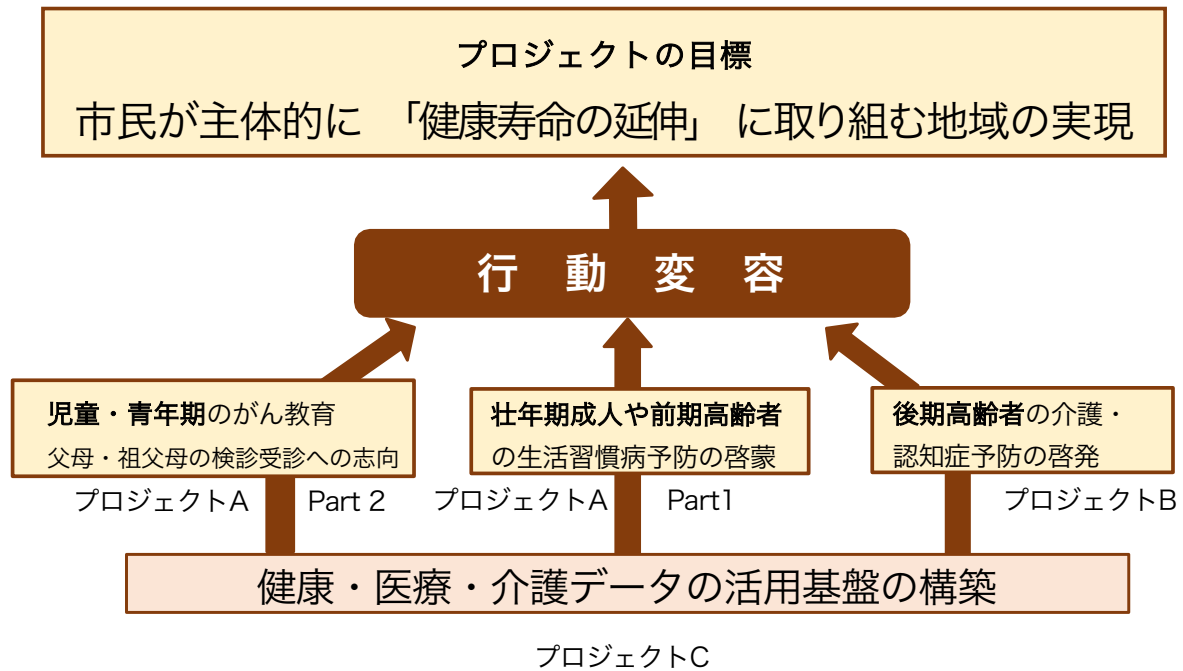 プロジェクトの目標
市民が主体的に 「健康寿命の延伸」 に取り組む地域の実現
行 動 変 容
児童・青年期のがん教育
父母・祖父母の検診受診への志向
壮年期成人や前期高齢者
の生活習慣病予防の啓蒙
後期高齢者の介護・
認知症予防の啓発
プロジェクトA Part 2
プロジェクトA Part1
プロジェクトB
健康・医療・介護データの活用基盤の構築
プロジェクトC